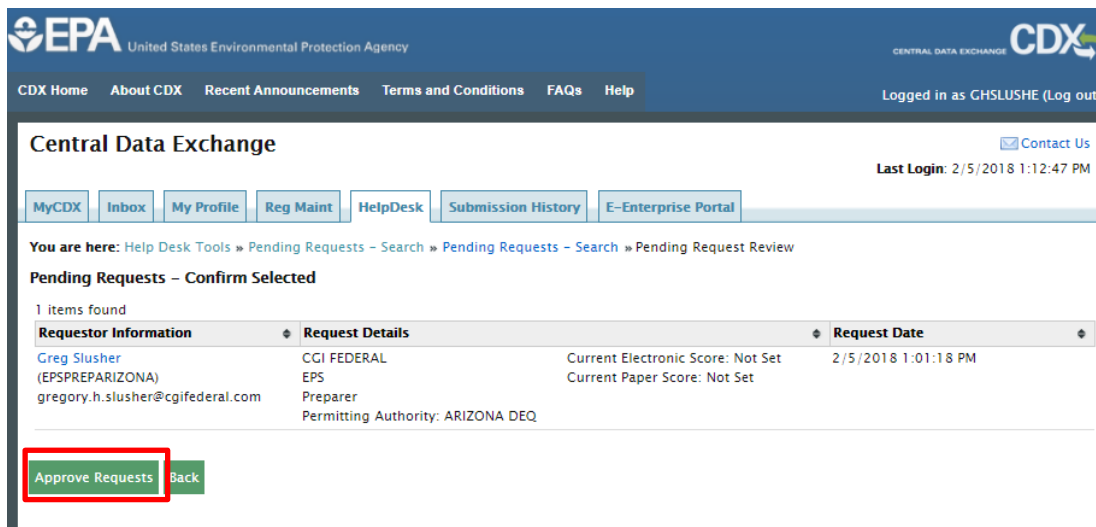 EPA United States Environmental Protection Agency
CENTRAL DATA EXCHANGE CDX
CDX Home About CDX Recent Announcements Terms and Conditions FAQs Help
Logged in as GHSLUSHE (Log out
Central Data Exchange
Contact Us
Last Login: 2/5/2018 1:12:47 PM
MyCDX Inbox My Profile Reg Maint HelpDesk Submission History E-Enterprise Portal
You are here: Help Desk Tools » Pending Requests - Search » Pending Requests - Search » Pending Request Review
Pending Requests - Confirm Selected
1 items found
Requestor Information Request Details Request Date
Greg Slusher CGI FEDERAL Current Electronic Score: Not Set 2/5/2018 1:01:18 PM
(EPSPREPARIZONA) EPS Current Paper Score: Not Set
gregory.h.slusher@cgifederal.com Preparer
Permitting Authority: ARIZONA DEQ
Approve Requests Back